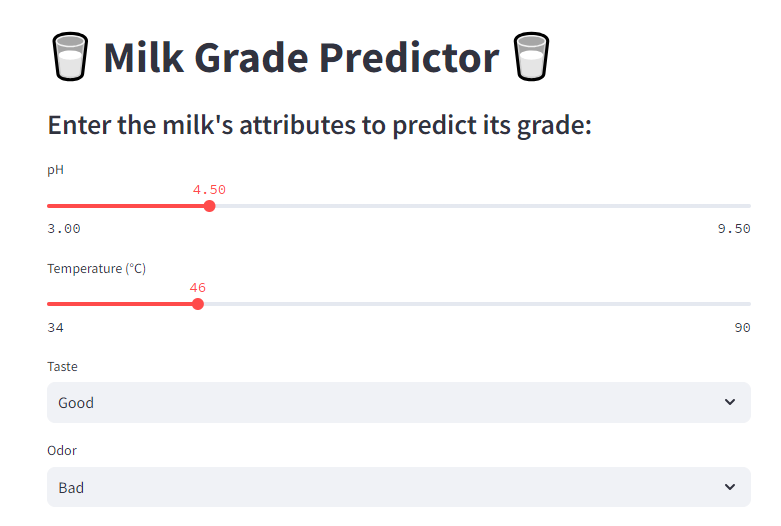 Milk Grade Predictor
Enter the milk's attributes to predict its grade:
pH
4.50
3.00 9.50
Temperature (°C)
46
34 90
Taste
Good
Odor
Bad